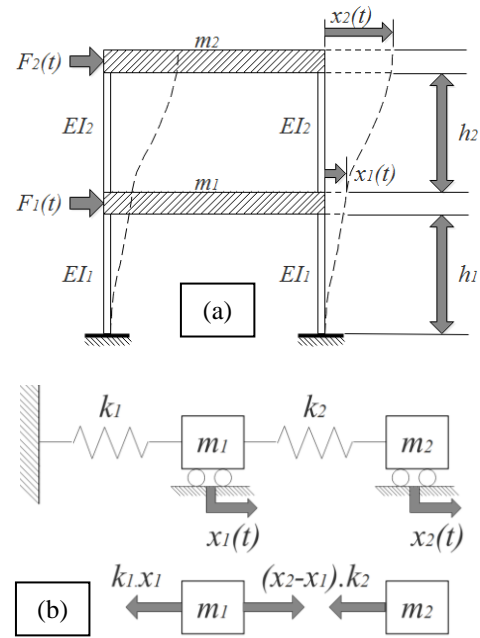 x2(t)
m2
F2(t)
EI2 EI2 h2
x1(t)
m1
F1(t)
EI1 EI1 h1
(a)
k1 k2
m1 m2
x1(t) x2(t)
k1.x1 (x2-x1).k2
(b) m1 m2